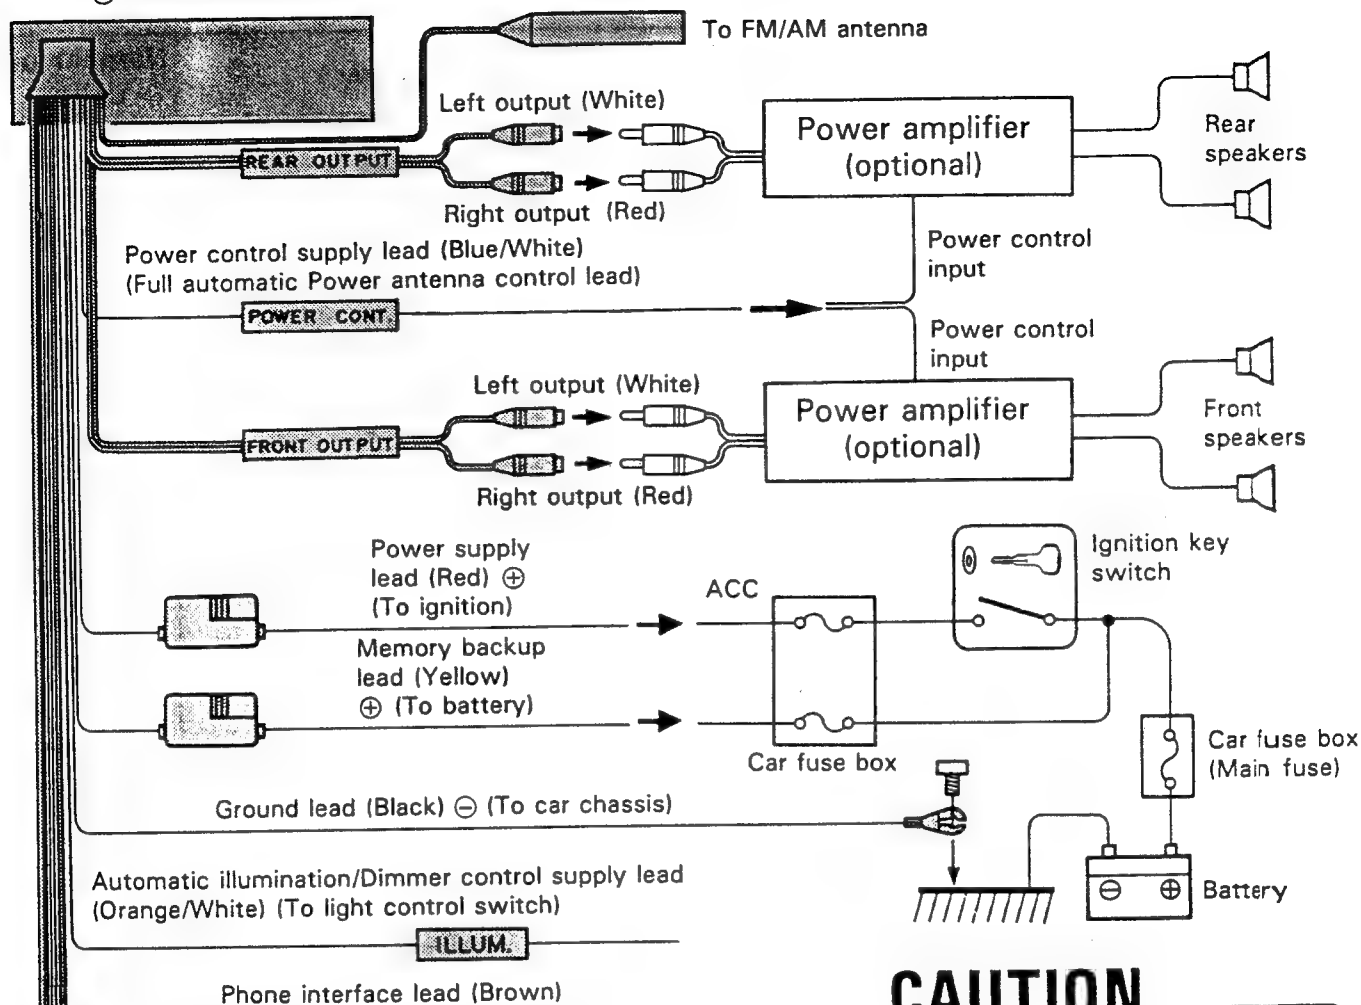 To FM/AM antenna
Left output (White)
REAR OUTPUT
Right output (Red)
Power amplifier
(optional)
Rear
speakers
Power control supply lead (Blue/White)
(Full automatic Power antenna control lead)
Power control
input
POWER CONT.
Power control
input
Left output (White)
FRONT OUTPUT
Right output (Red)
Power amplifier
(optional)
Front
speakers
Power supply
lead (Red) ⊕
(To ignition)
ACC
Ignition key
switch
Memory backup
lead (Yellow)
⊕ (To battery)
Car fuse box
Car fuse box
(Main fuse)
Ground lead (Black) ⊖ (To car chassis)
⊖ ⊕
Battery
Automatic illumination/Dimmer control supply lead
(Orange/White) (To light control switch)
ILLUM.
Phone interface lead (Brown)
CAUTION